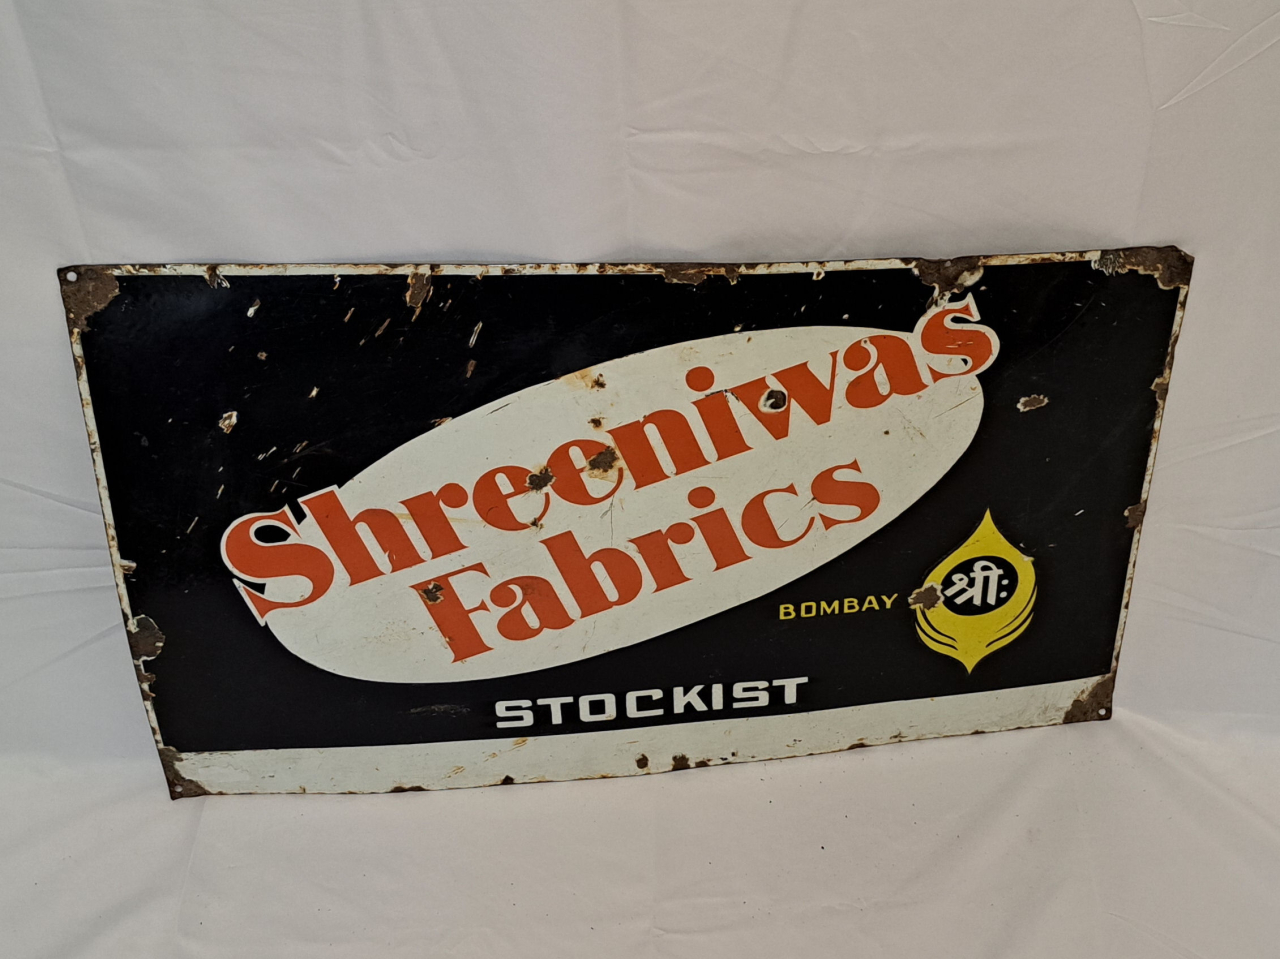 Shreeniwas
Fabrics
BOMBAY
श्रीः
STOCKIST